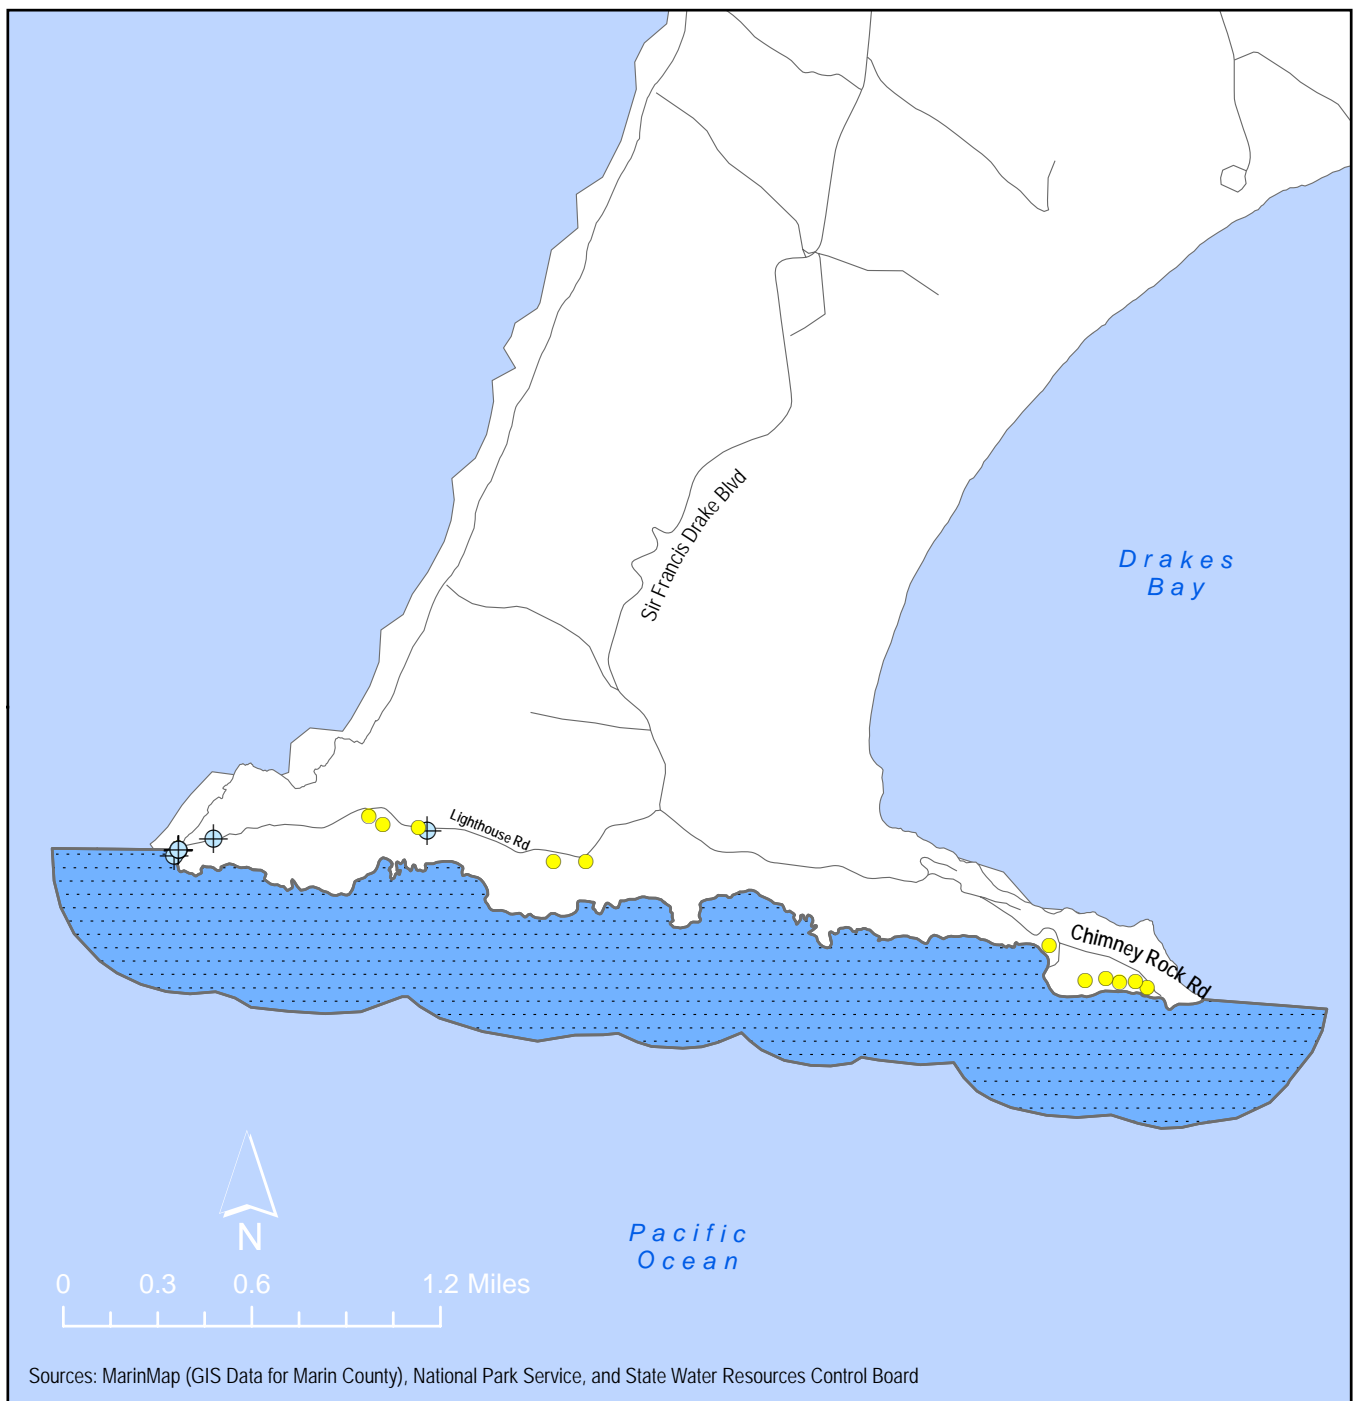 Sir Francis Drake Blvd
Drakes
Bay
Lighthouse Rd
Chimney Rock Rd
N
Pacific
Ocean
0 0.3 0.6 1.2 Miles
Sources: MarinMap (GIS Data for Marin County), National Park Service, and State Water Resources Control Board